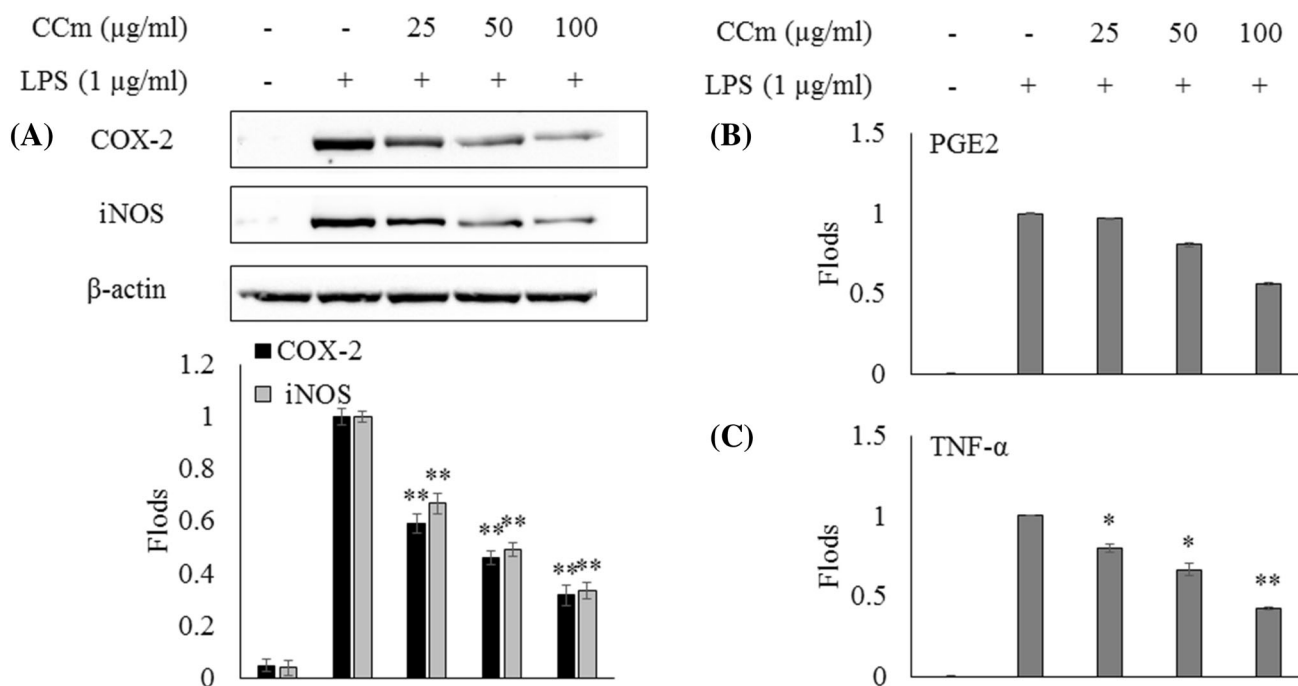 CCm (µg/ml) - - 25 50 100
LPS (1 µg/ml) - + + + +
(A)
COX-2
iNOS
β-actin
COX-2
iNOS
Flods
1.2
1
0.8
0.6
0.4
0.2
0
** ** ** ** ** **
CCm (µg/ml) - - 25 50 100
LPS (1 µg/ml) - + + + +
(B)
PGE2
Flods
1.5
1
0.5
0
(C)
TNF-α
Flods
1.5
1
0.5
0
* * **